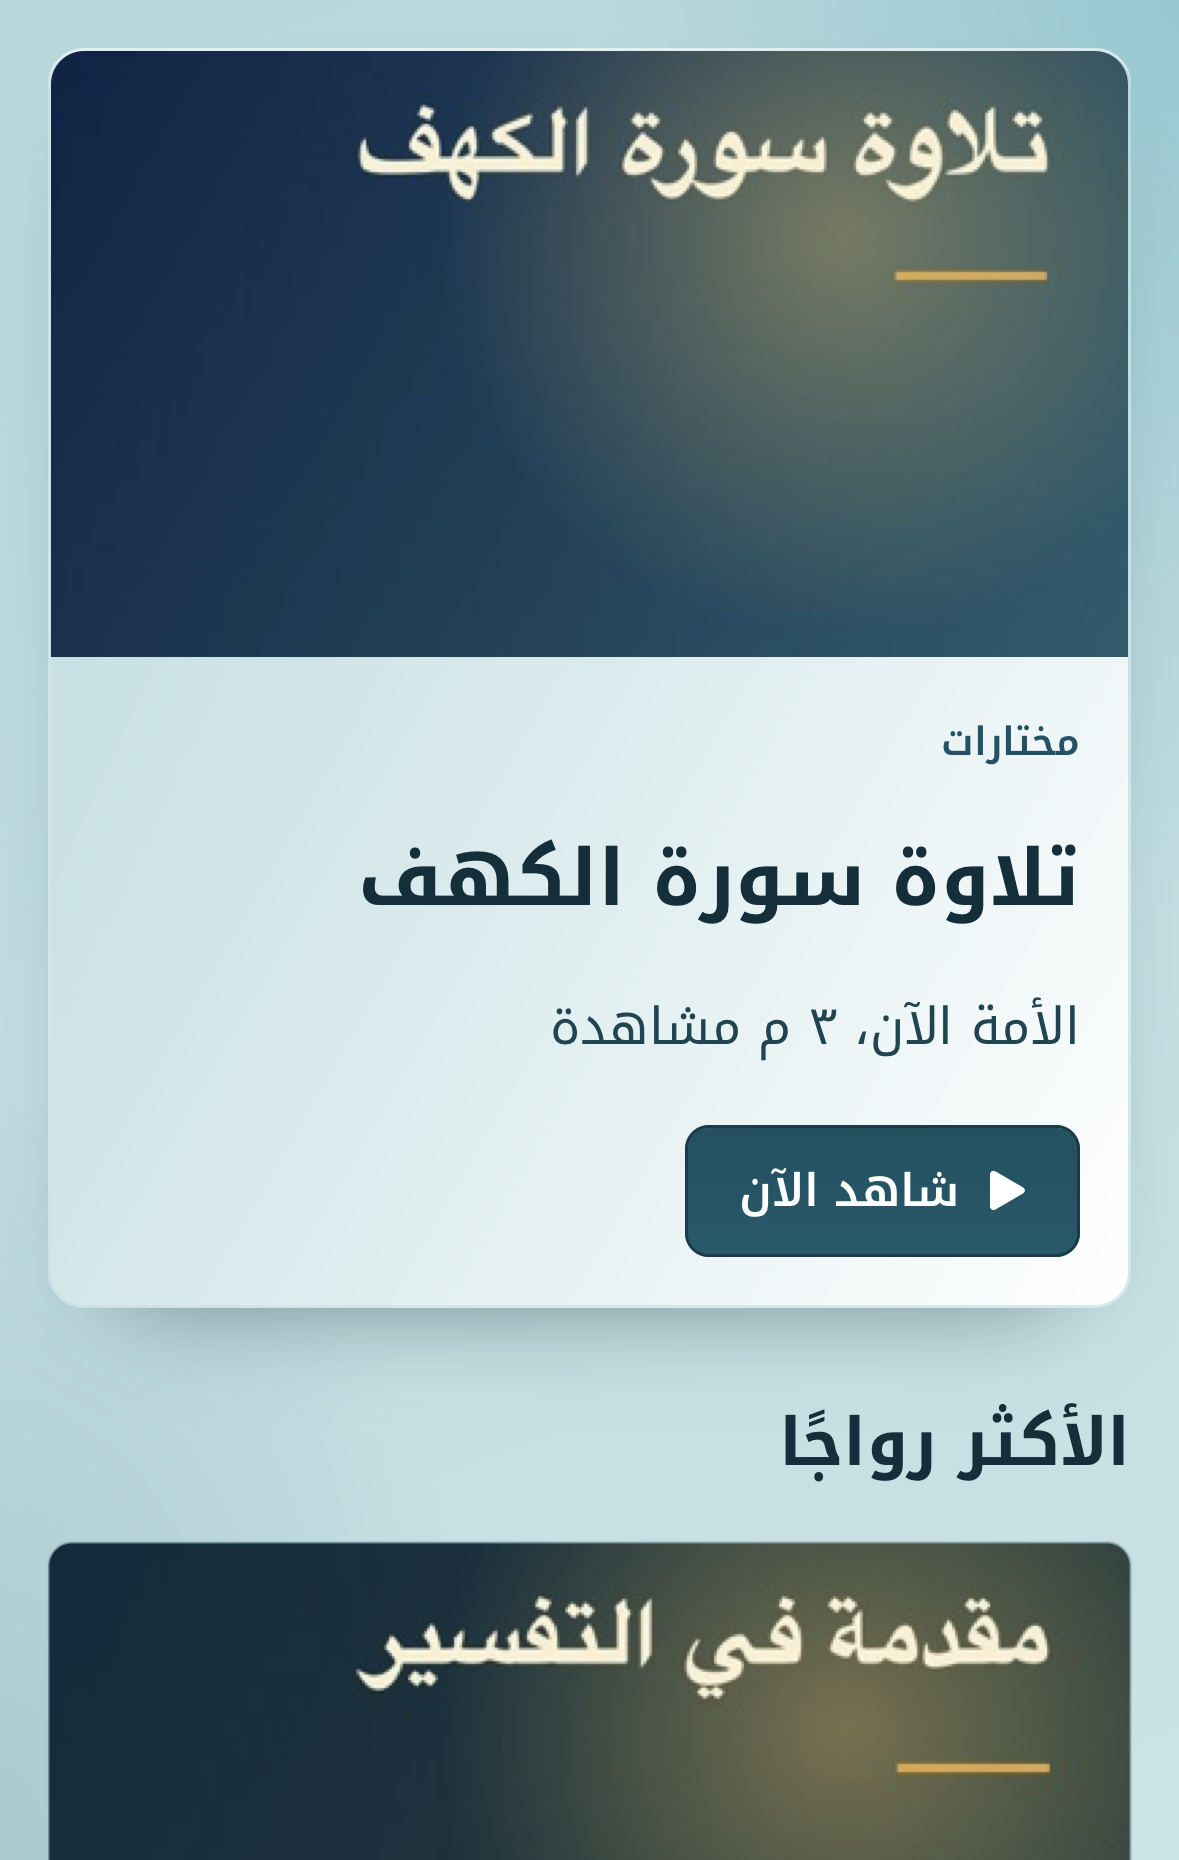 تلاوة سورة الكهف
مختارات
تلاوة سورة الكهف
الأمة الآن، ٣ م مشاهدة
شاهد الآن
الأكثر رواجًا
مقدمة في التفسير